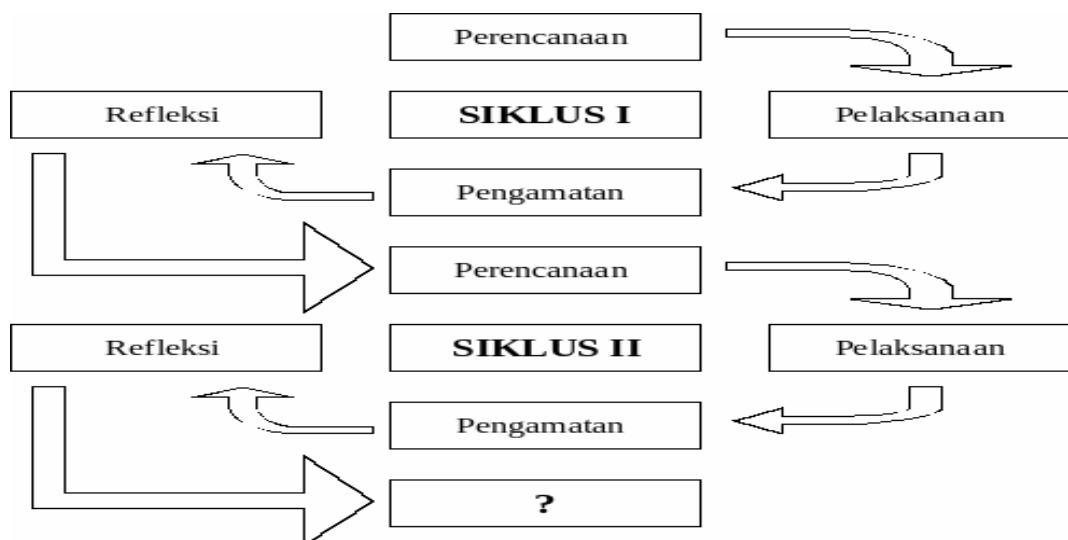 Perencanaan
Refleksi
SIKLUS I
Pelaksanaan
Pengamatan
Perencanaan
Refleksi
SIKLUS II
Pelaksanaan
Pengamatan
?